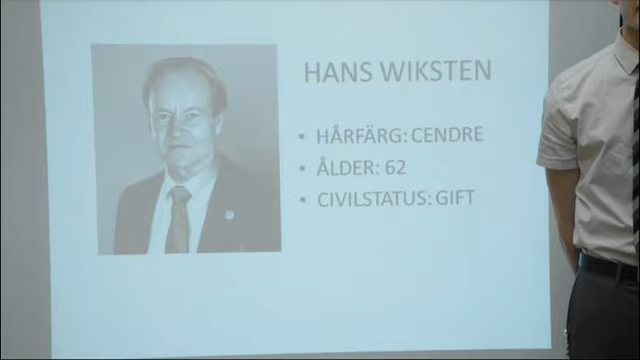 HANS WIKSTEN
• HÅRFÄRG: CENDRE
• ÅLDER: 62
• CIVILSTATUS: GIFT